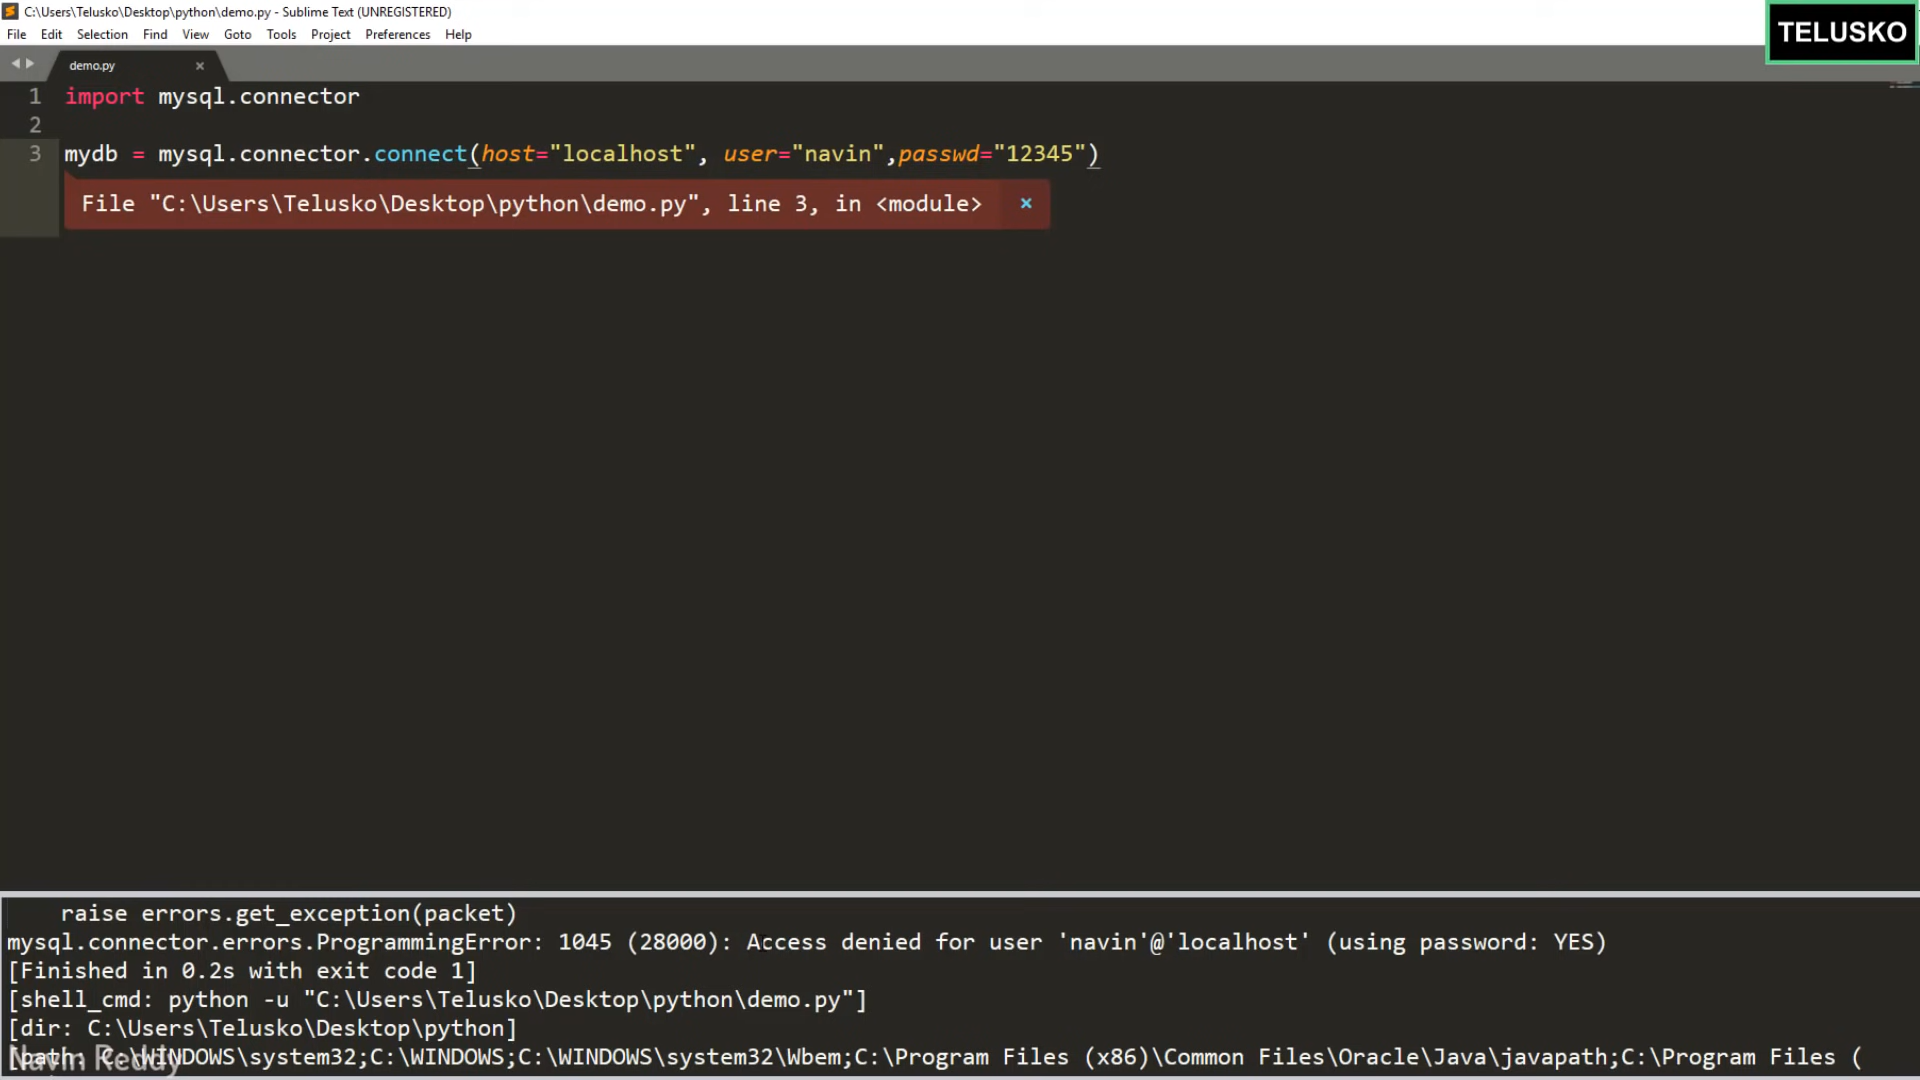 C:\Users\Telusko\Desktop\python\demo.py - Sublime Text (UNREGISTERED)
TELUSKO
File Edit Selection Find View Goto Tools Project Preferences Help
demo.py ×
1 import mysql.connector
2
3 mydb = mysql.connector.connect(host="localhost", user="navin",passwd="12345")
File "C:\Users\Telusko\Desktop\python\demo.py", line 3, in <module> ×
raise errors.get_exception(packet)
mysql.connector.errors.ProgrammingError: 1045 (28000): Access denied for user 'navin'@'localhost' (using password: YES)
[Finished in 0.2s with exit code 1]
[shell_cmd: python -u "C:\Users\Telusko\Desktop\python\demo.py"]
[dir: C:\Users\Telusko\Desktop\python]
[path: C:\WINDOWS\system32;C:\WINDOWS;C:\WINDOWS\system32\Wbem;C:\Program Files (x86)\Common Files\Oracle\Java\javapath;C:\Program Files (
Navin Reddy